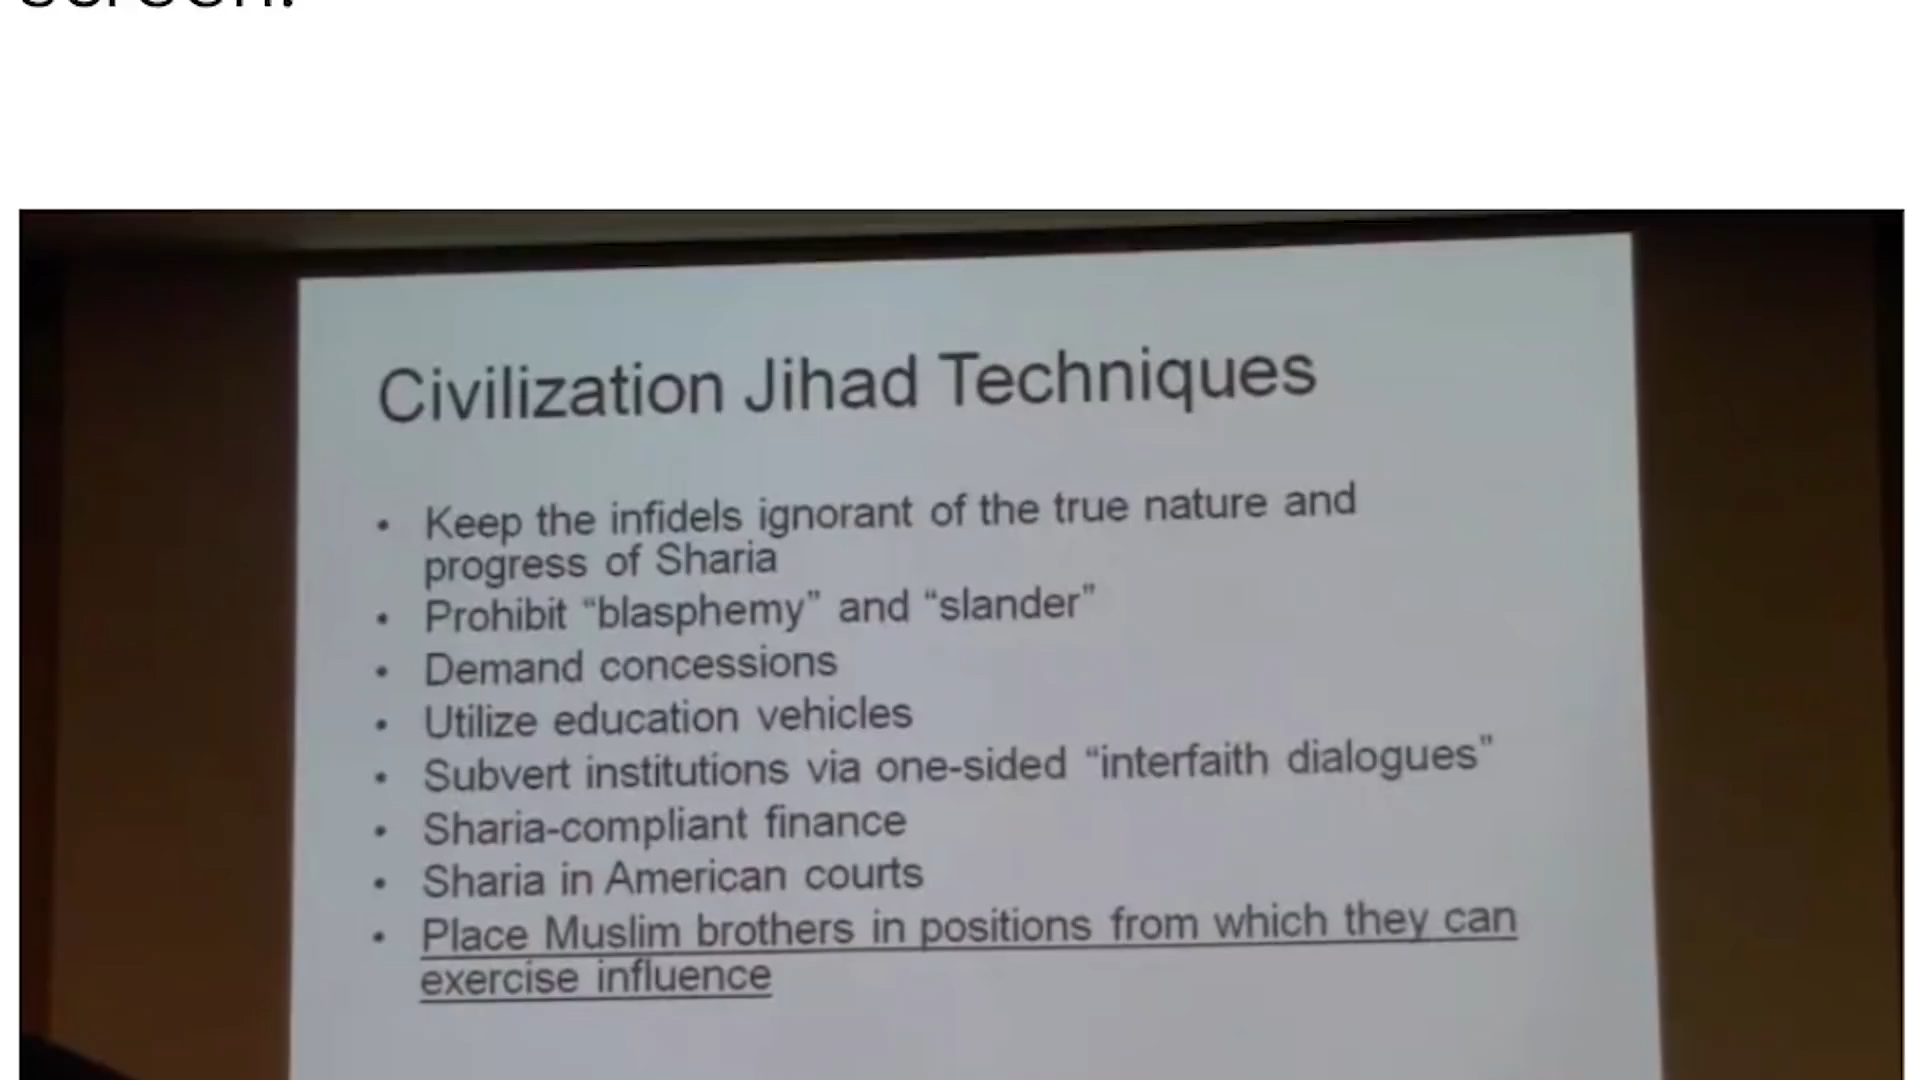 screen.
Civilization Jihad Techniques
• Keep the infidels ignorant of the true nature and
progress of Sharia
• Prohibit “blasphemy” and “slander”
• Demand concessions
• Utilize education vehicles
• Subvert institutions via one-sided “interfaith dialogues”
• Sharia-compliant finance
• Sharia in American courts
• Place Muslim brothers in positions from which they can
exercise influence